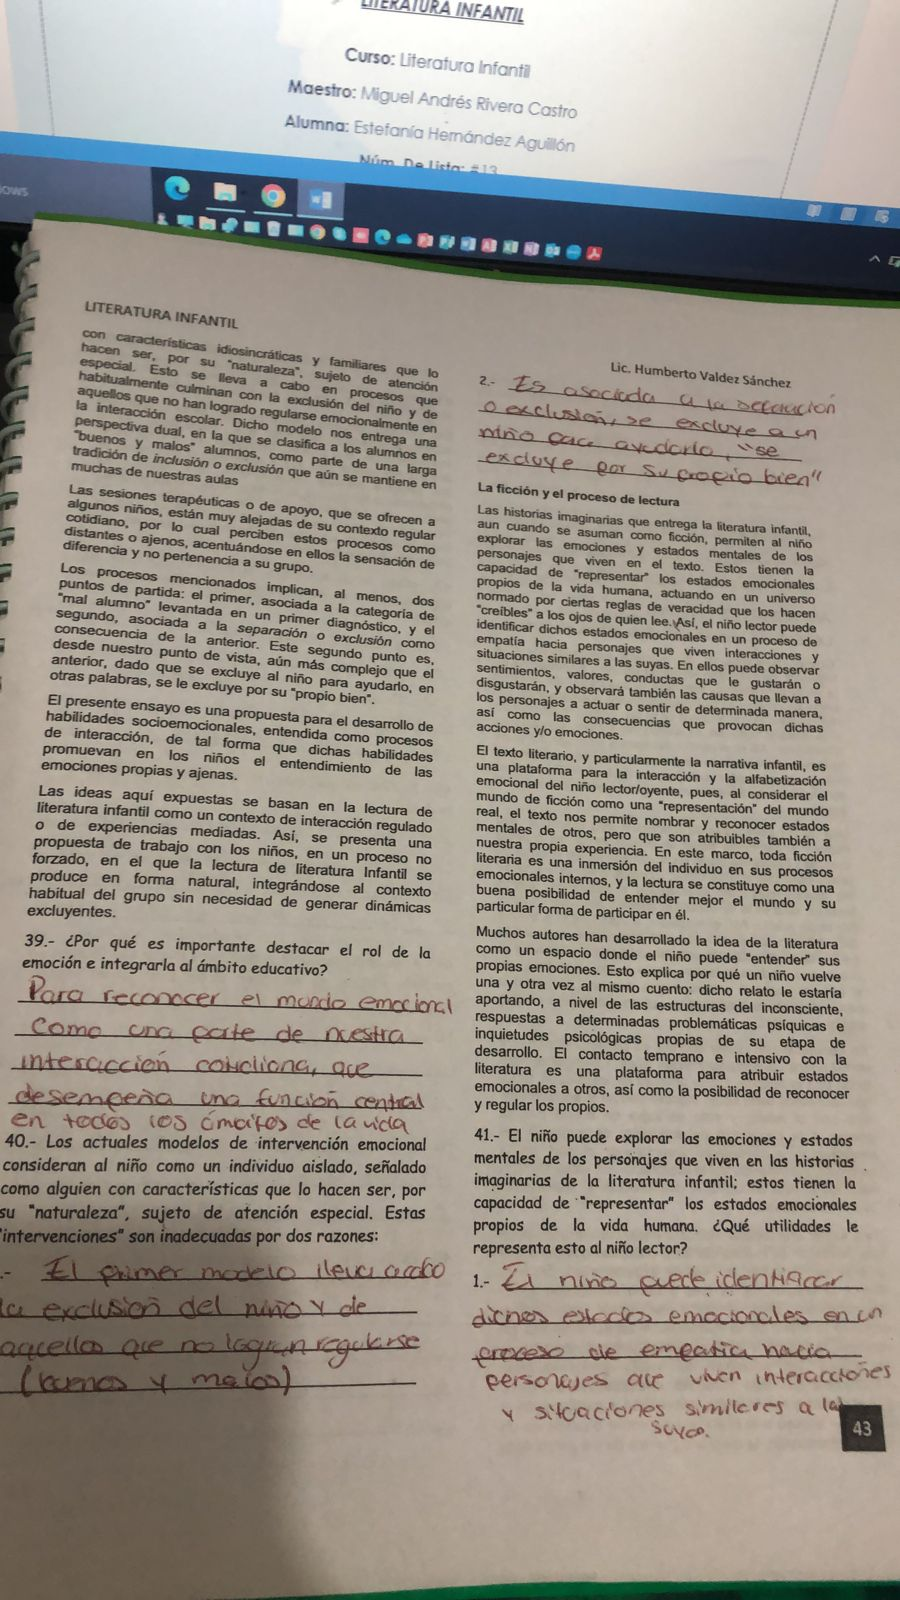 LITERATURA INFANTIL
Curso: Literatura Infantil
Maestro: Miguel Andrés Rivera Castro
Alumna: Estefanía Hernández Aguillón
Núm. De Lista: #13
LITERATURA INFANTIL
con características idiosincráticas y familiares que lo
hacen ser, por su "naturaleza", sujeto de atención
especial. Esto se lleva a cabo en procesos que
habitualmente culminan con la exclusión del niño y de
aquellos que no han logrado regularse emocionalmente en
la interacción escolar. Dicho modelo nos entrega una
perspectiva dual, en la que se clasifica a los alumnos en
"buenos y malos" alumnos, como parte de una larga
tradición de inclusión o exclusión que aún se mantiene en
muchas de nuestras aulas
Las sesiones terapéuticas o de apoyo, que se ofrecen a
algunos niños, están muy alejadas de su contexto regular
cotidiano, por lo cual perciben estos procesos como
distantes o ajenos, acentuándose en ellos la sensación de
diferencia y no pertenencia a su grupo.
Los procesos mencionados implican, al menos, dos
puntos de partida: el primer, asociada a la categoría de
"mal alumno" levantada en un primer diagnóstico, y el
segundo, asociada a la separación o exclusión como
consecuencia de la anterior. Este segundo punto es,
desde nuestro punto de vista, aún más complejo que el
anterior, dado que se excluye al niño para ayudarlo, en
otras palabras, se le excluye por su "propio bien".
El presente ensayo es una propuesta para el desarrollo de
habilidades socioemocionales, entendida como procesos
de interacción, de tal forma que dichas habilidades
promuevan en los niños el entendimiento de las
emociones propias y ajenas.
Las ideas aquí expuestas se basan en la lectura de
literatura infantil como un contexto de interacción regulado
o de experiencias mediadas. Así, se presenta una
propuesta de trabajo con los niños, en un proceso no
forzado, en el que la lectura de literatura Infantil se
produce en forma natural, integrándose al contexto
habitual del grupo sin necesidad de generar dinámicas
excluyentes.
39.- ¿Por qué es importante destacar el rol de la
emoción e integrarla al ámbito educativo?
Para reconocer el mundo emocional
como una parte de nuestra
interacción cotidiana, que
desempeña una función central
en todos los ámbitos de la vida
40.- Los actuales modelos de intervención emocional
consideran al niño como un individuo aislado, señalado
como alguien con características que lo hacen ser, por
su "naturaleza", sujeto de atención especial. Estas
"intervenciones" son inadecuadas por dos razones:
.- El primer modelo lleva acabo
la exclusión del niño y de
aquellos que no logran regularse
(buenos y malos)
Lic. Humberto Valdez Sánchez
2.- Es asociada a la separación
o exclusión, se excluye a un
niño para ayudarlo, "se
excluye por su propio bien"
La ficción y el proceso de lectura
Las historias imaginarias que entrega la literatura infantil,
aun cuando se asuman como ficción, permiten al niño
explorar las emociones y estados mentales de los
personajes que viven en el texto. Estos tienen la
capacidad de "representar" los estados emocionales
propios de la vida humana, actuando en un universo
normado por ciertas reglas de veracidad que los hacen
"creíbles" a los ojos de quien lee. Así, el niño lector puede
identificar dichos estados emocionales en un proceso de
empatía hacia personajes que viven interacciones y
situaciones similares a las suyas. En ellos puede observar
sentimientos, valores, conductas que le gustarán o
disgustarán, y observará también las causas que llevan a
los personajes a actuar o sentir de determinada manera,
así como las consecuencias que provocan dichas
acciones y/o emociones.
El texto literario, y particularmente la narrativa infantil, es
una plataforma para la interacción y la alfabetización
emocional del niño lector/oyente, pues, al considerar el
mundo de ficción como una "representación" del mundo
real, el texto nos permite nombrar y reconocer estados
mentales de otros, pero que son atribuibles también a
nuestra propia experiencia. En este marco, toda ficción
literaria es una inmersión del individuo en sus procesos
emocionales internos, y la lectura se constituye como una
buena posibilidad de entender mejor el mundo y su
particular forma de participar en él.
Muchos autores han desarrollado la idea de la literatura
como un espacio donde el niño puede "entender" sus
propias emociones. Esto explica por qué un niño vuelve
una y otra vez al mismo cuento: dicho relato le estaría
aportando, a nivel de las estructuras del inconsciente,
respuestas a determinadas problemáticas psíquicas e
inquietudes psicológicas propias de su etapa de
desarrollo. El contacto temprano e intensivo con la
literatura es una plataforma para atribuir estados
emocionales a otros, así como la posibilidad de reconocer
y regular los propios.
41.- El niño puede explorar las emociones y estados
mentales de los personajes que viven en las historias
imaginarias de la literatura infantil; estos tienen la
capacidad de "representar" los estados emocionales
propios de la vida humana. ¿Qué utilidades le
representa esto al niño lector?
1.- El niño puede identificar
dichos estados emocionales en un
proceso de empatía hacia
personajes que viven interacciones
y situaciones similares a las
suyas.
43